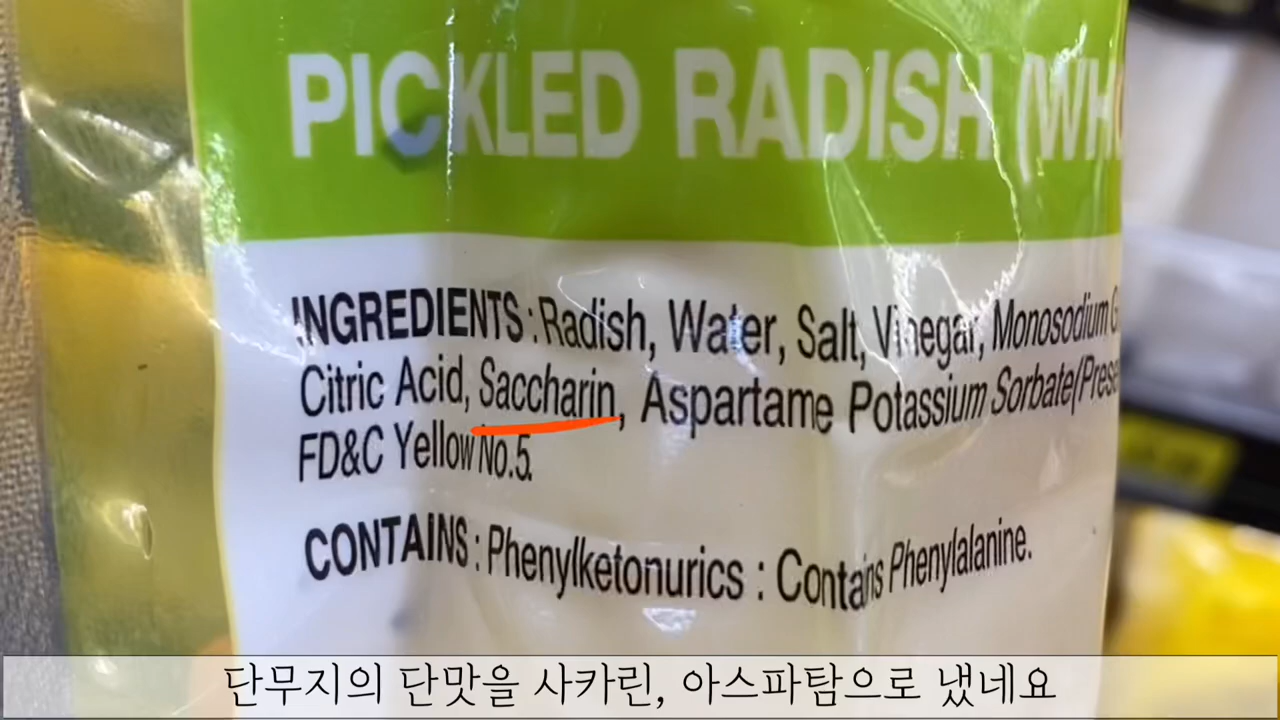 PICKLED RADISH (WH
INGREDIENTS : Radish, Water, Salt, Vinegar, Monosodium G
Citric Acid, Saccharin, Aspartame Potassium Sorbate(Prese
FD&C Yellow No.5.
CONTAINS : Phenylketonurics : Contains Phenylalanine.
단무지의 단맛을 사카린, 아스파탐으로 냈네요